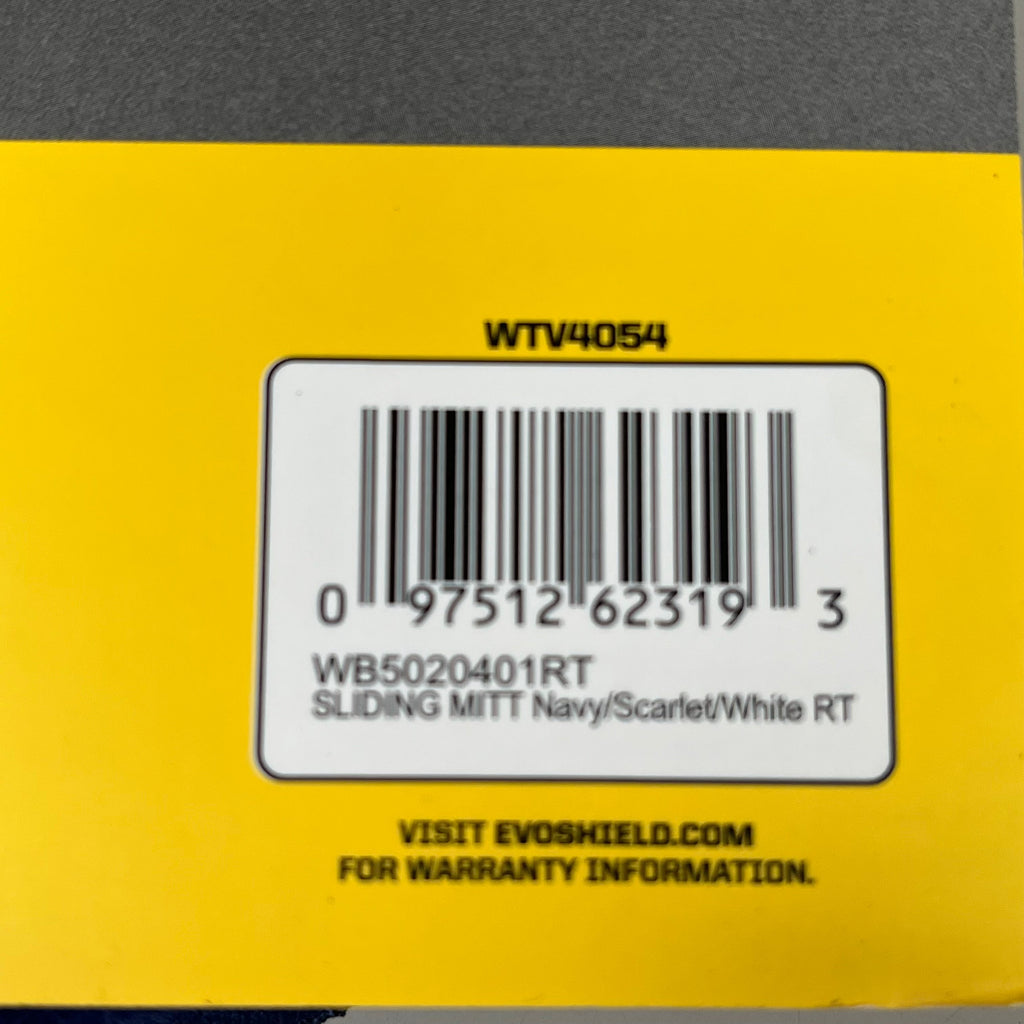 WTV4054
0 97512 62319 3
WB5020401RT
SLIDING MITT Navy/Scarlet/White RT
VISIT EVOSHIELD.COM
FOR WARRANTY INFORMATION.